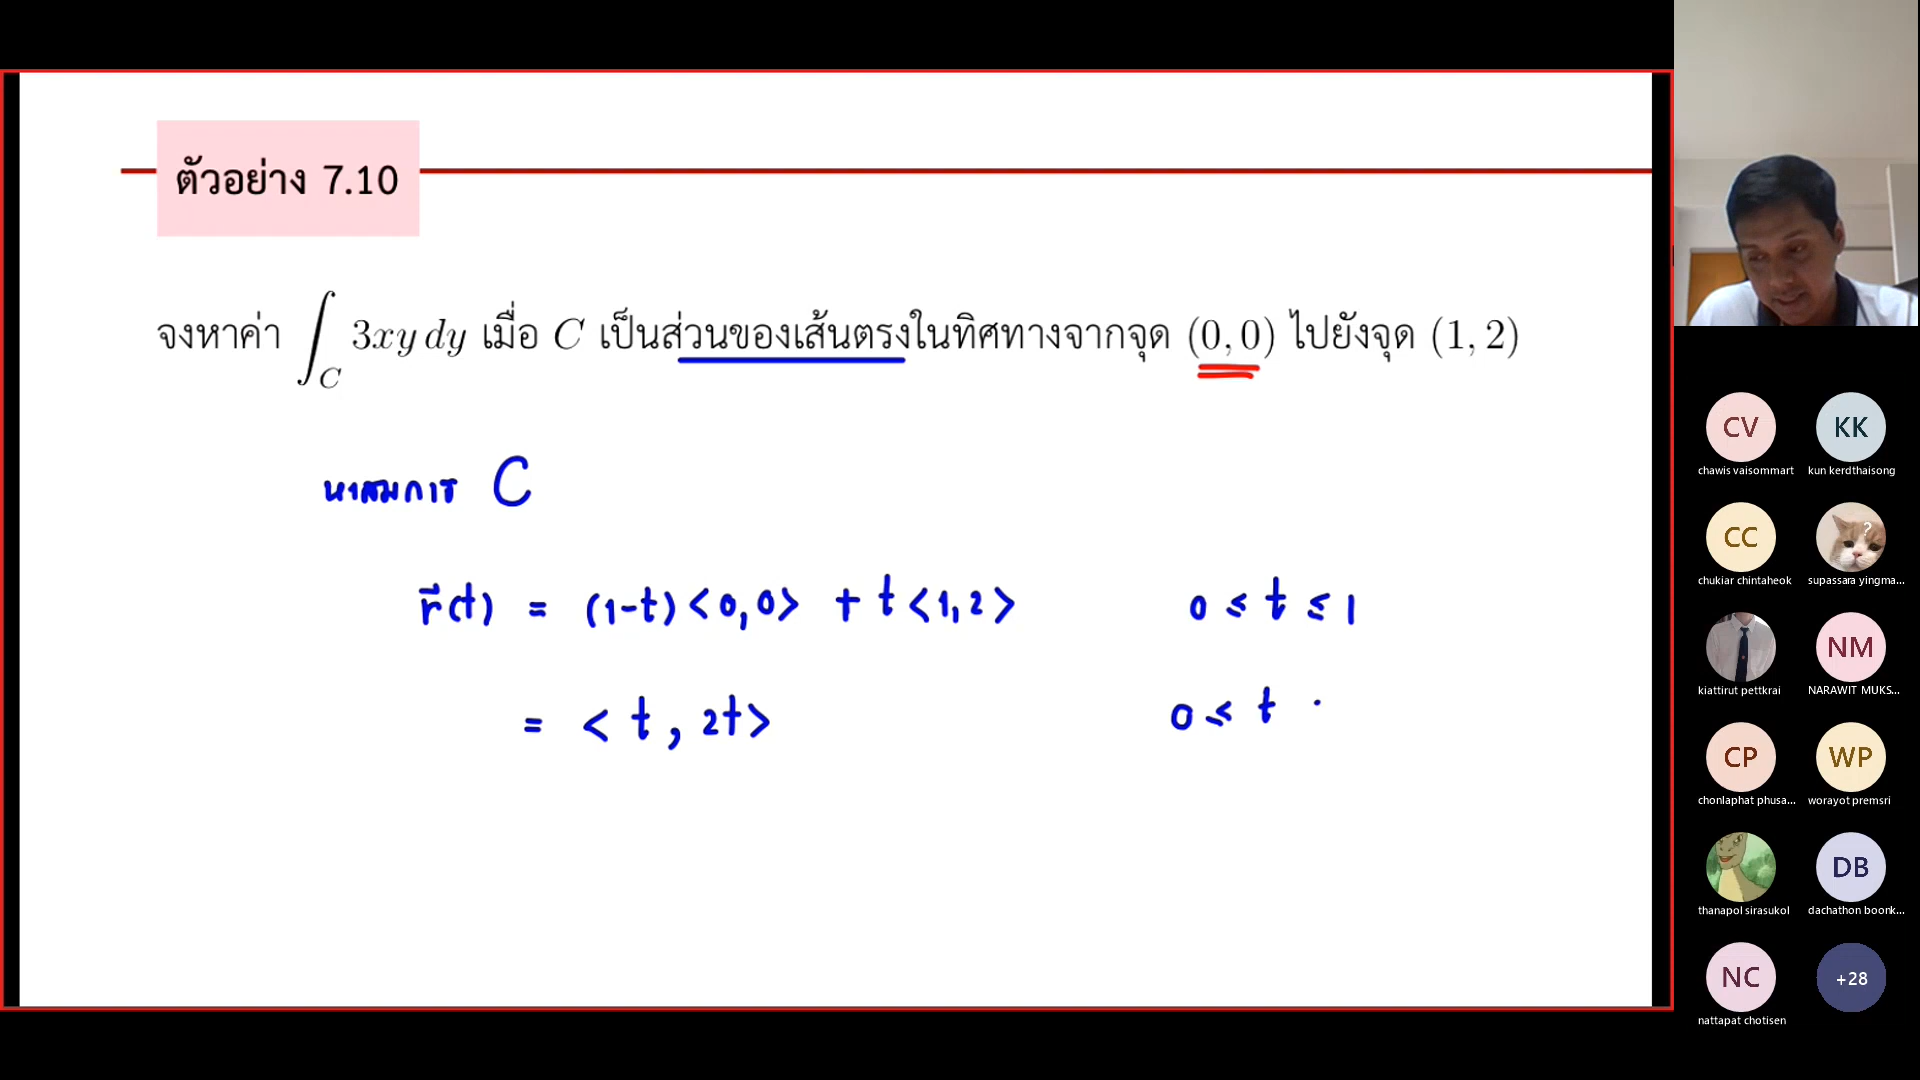 ตัวอย่าง 7.10
จงหาค่า ∫_C 3xy dy เมื่อ C เป็นส่วนของเส้นตรงในทิศทางจากจุด (0, 0) ไปยังจุด (1, 2)
หาสมการ C
r⃗(t) = (1-t)<0,0> + t<1,2> 0 ≤ t ≤ 1
= <t, 2t> 0 ≤ t
CV KK
chawis vaisommart kun kerdthaisong
CC ?
chukiar chintaheok supassara yingma...
NM
kiattirut pettkrai NARAWIT MUKS...
CP WP
chonlaphat phusa... worayot premsri
DB
thanapol sirasukol dachathon boonk...
NC +28
nattapat chotisen